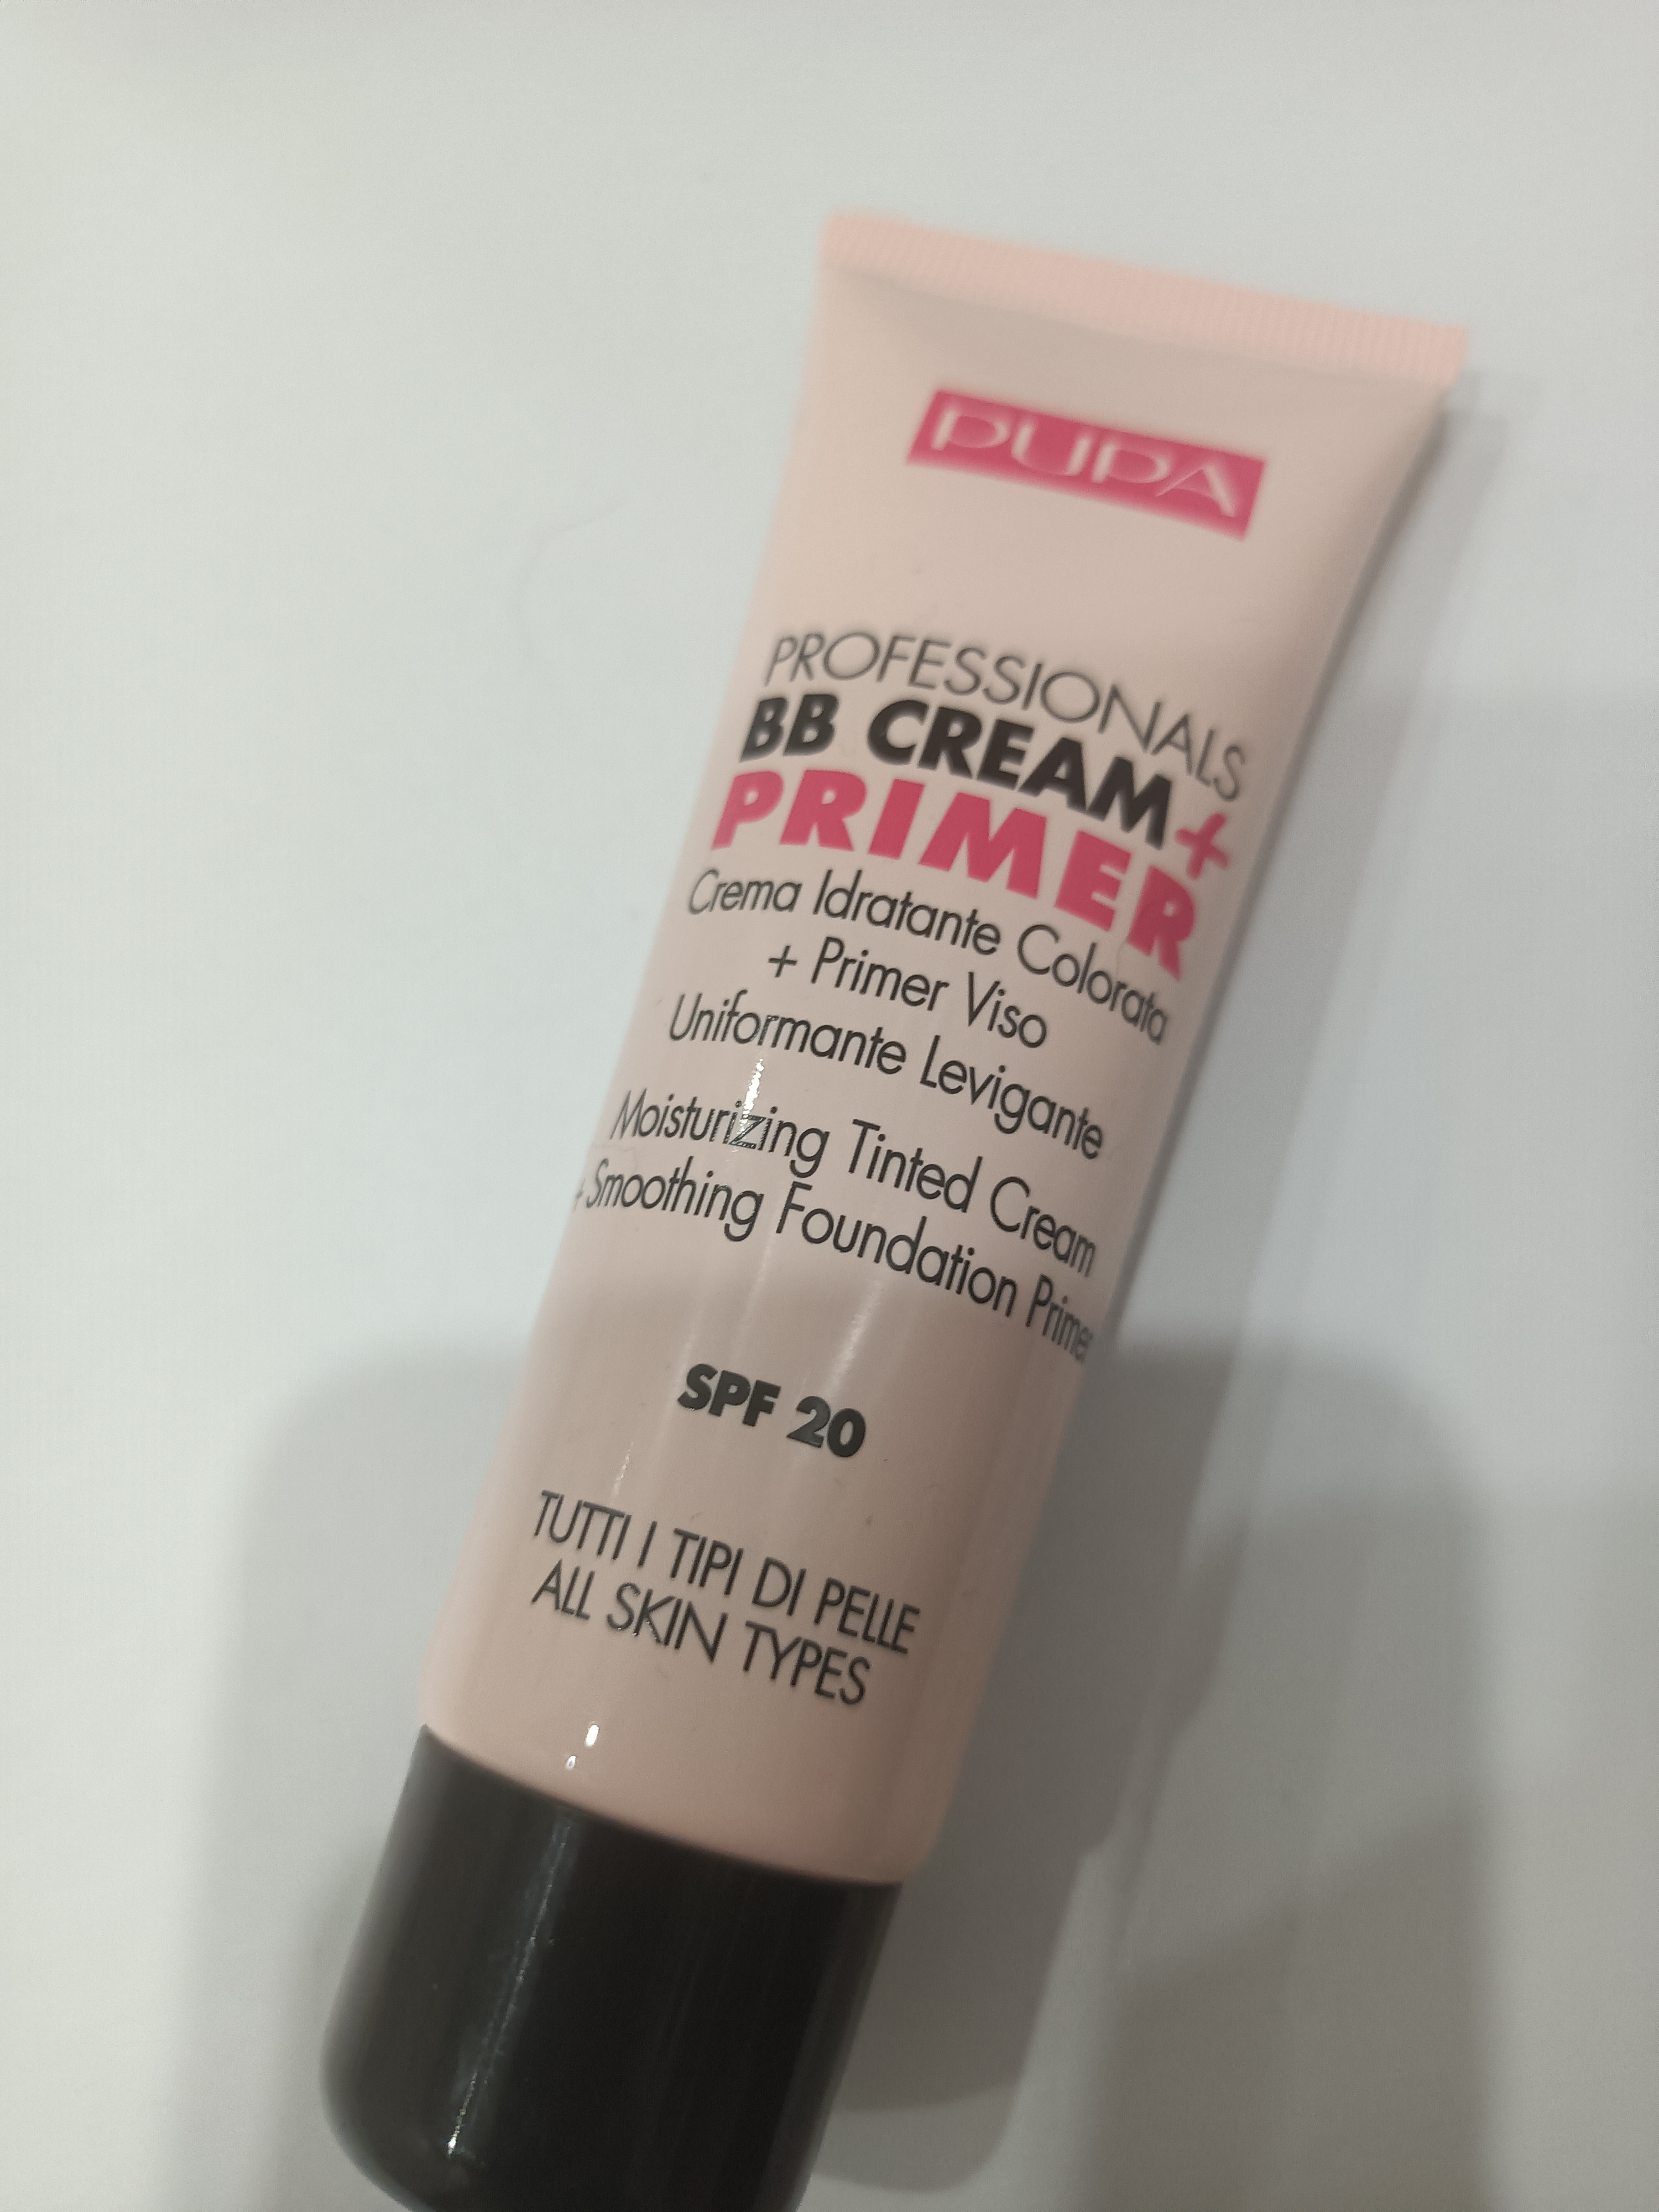 PUPA
PROFESSIONALS
BB CREAM+
PRIMER
Crema Idratante Colorata
+ Primer Viso
Uniformante Levigante
Moisturizing Tinted Cream
+ Smoothing Foundation Primer
SPF 20
TUTTI I TIPI DI PELLE
ALL SKIN TYPES